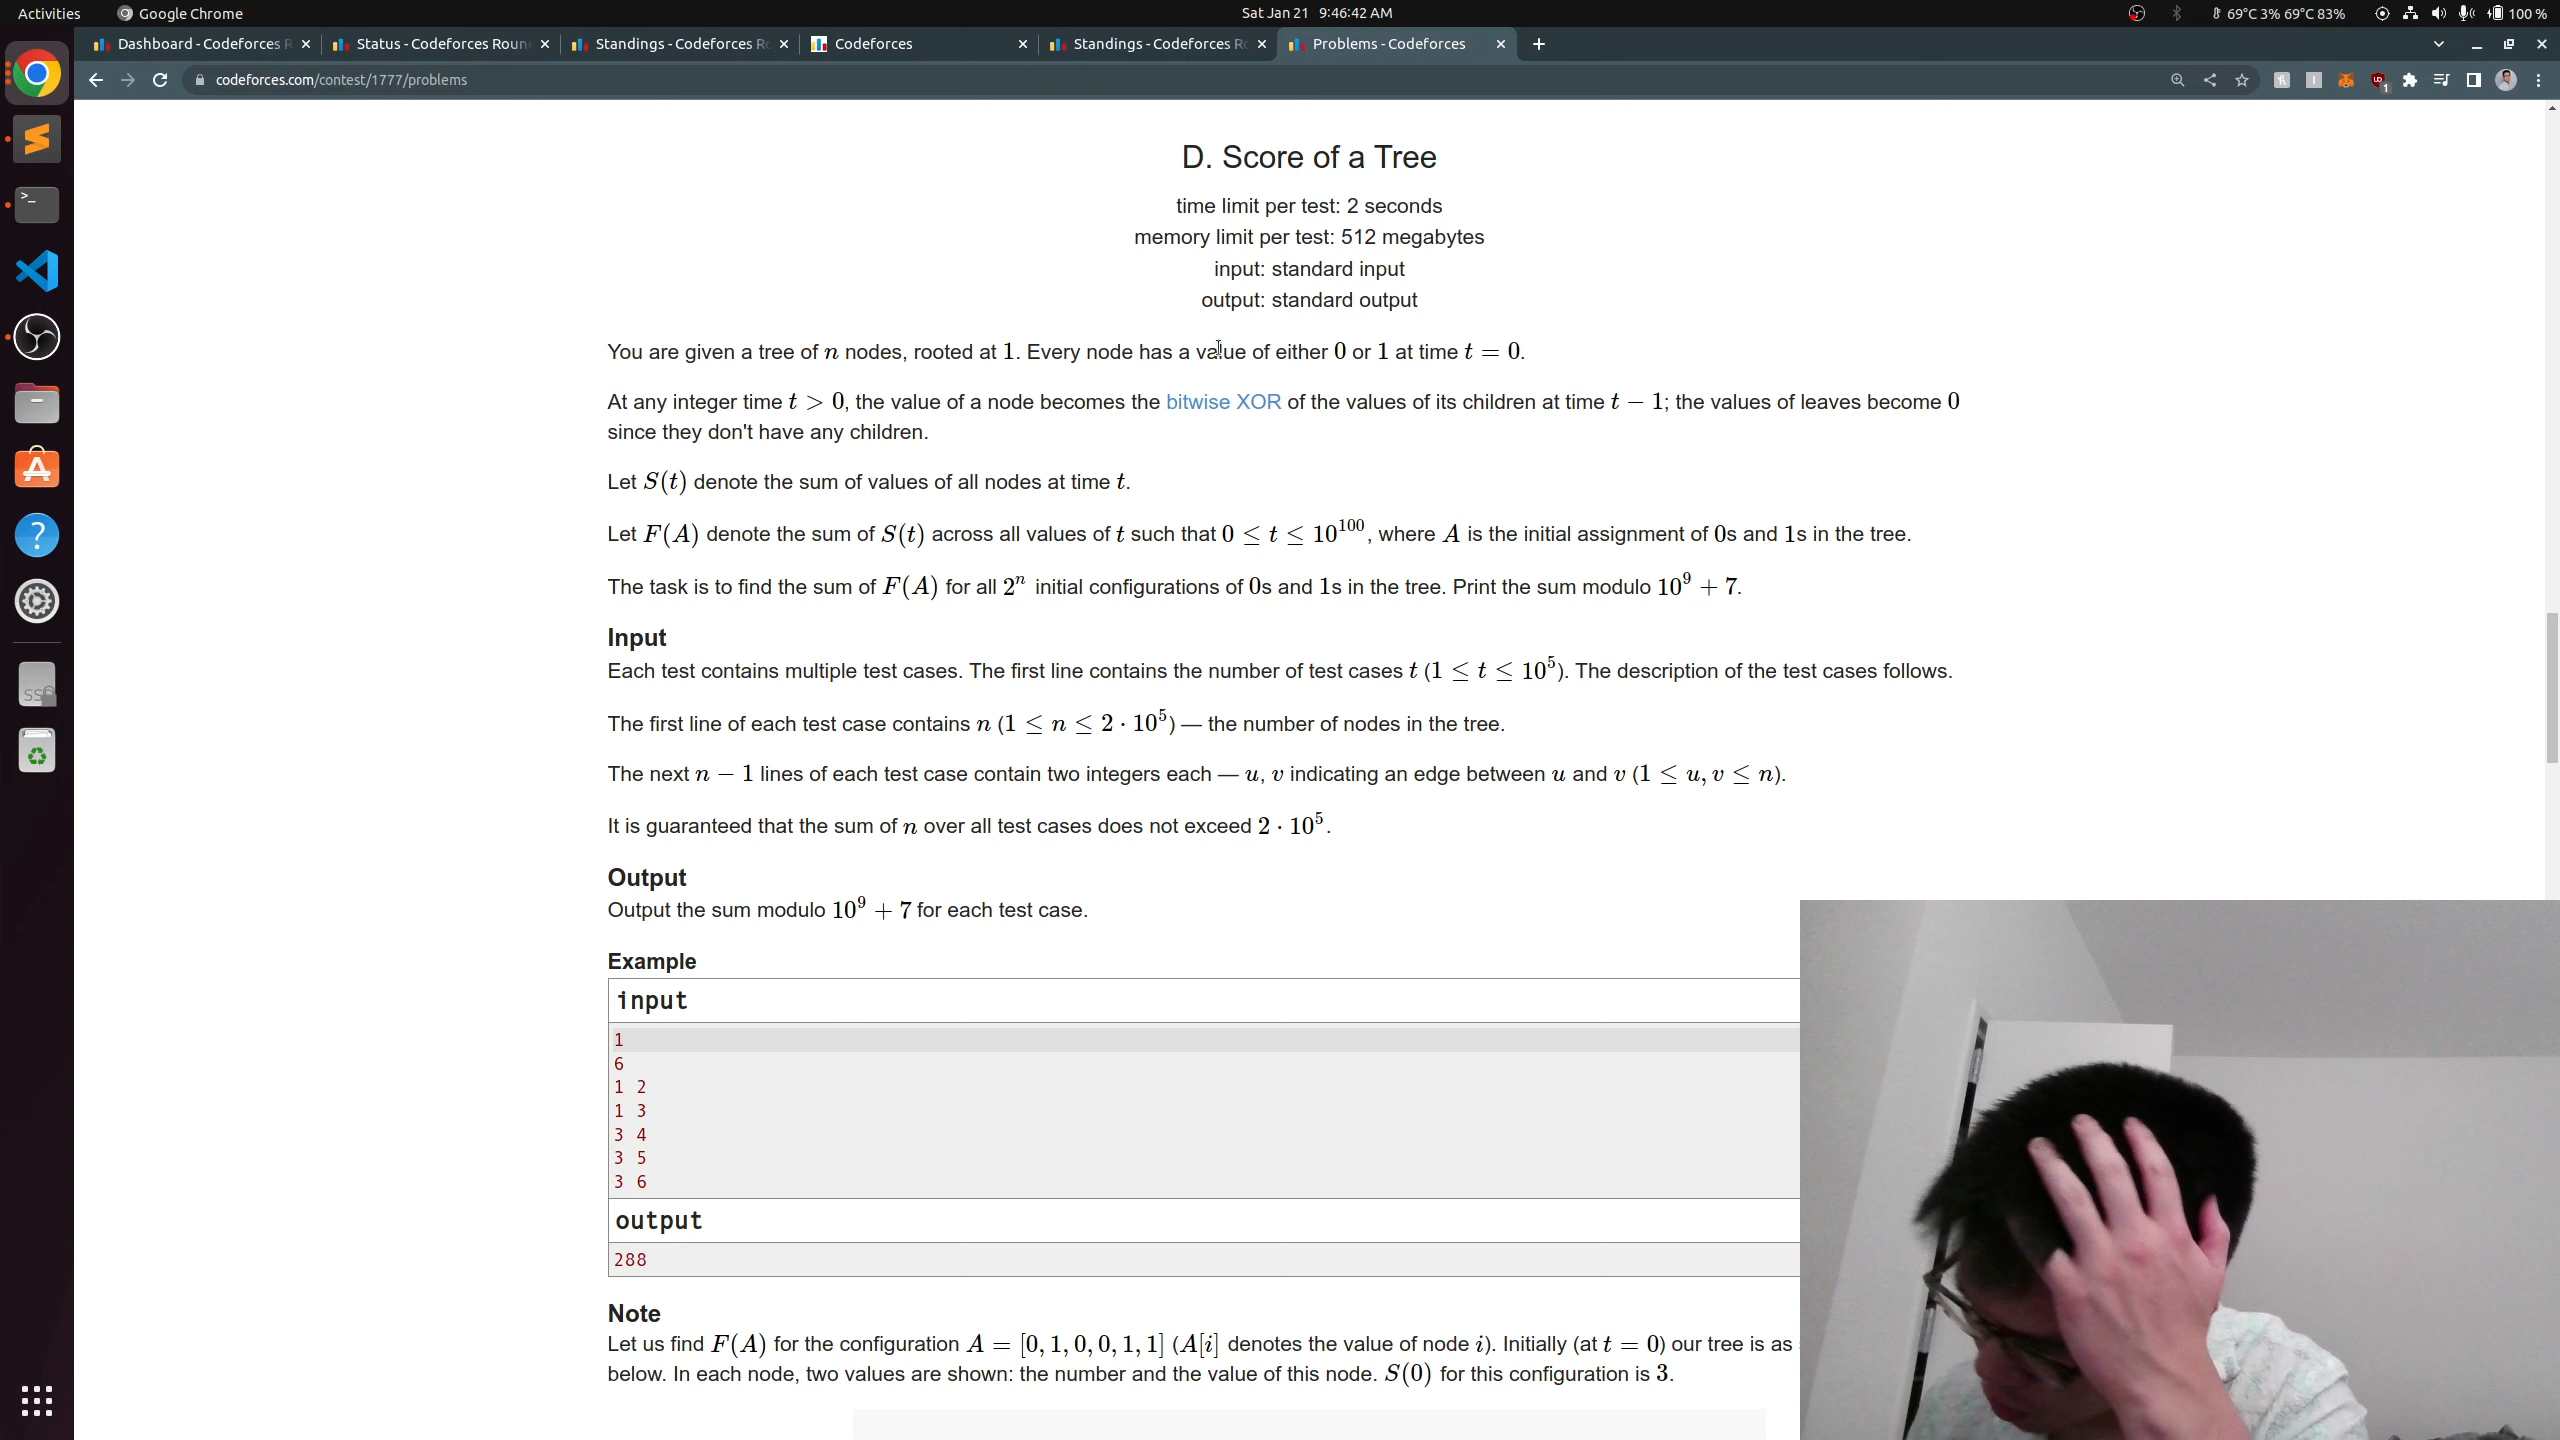 Activities
Google Chrome
Sat Jan 21 9:46:42 AM
69°C 3% 69°C 83%
100 %
Dashboard - Codeforces R
Status - Codeforces Roun
Standings - Codeforces Ro
Codeforces
Standings - Codeforces Ro
Problems - Codeforces
codeforces.com/contest/1777/problems
1
D. Score of a Tree
time limit per test: 2 seconds
memory limit per test: 512 megabytes
input: standard input
output: standard output
You are given a tree of n nodes, rooted at 1. Every node has a value of either 0 or 1 at time t = 0.
At any integer time t > 0, the value of a node becomes the bitwise XOR of the values of its children at time t − 1; the values of leaves become 0
since they don't have any children.
Let S(t) denote the sum of values of all nodes at time t.
Let F(A) denote the sum of S(t) across all values of t such that 0 ≤ t ≤ 10^100, where A is the initial assignment of 0s and 1s in the tree.
The task is to find the sum of F(A) for all 2^n initial configurations of 0s and 1s in the tree. Print the sum modulo 10^9 + 7.
Input
Each test contains multiple test cases. The first line contains the number of test cases t (1 ≤ t ≤ 10^5). The description of the test cases follows.
The first line of each test case contains n (1 ≤ n ≤ 2 · 10^5) — the number of nodes in the tree.
The next n − 1 lines of each test case contain two integers each — u, v indicating an edge between u and v (1 ≤ u, v ≤ n).
It is guaranteed that the sum of n over all test cases does not exceed 2 · 10^5.
Output
Output the sum modulo 10^9 + 7 for each test case.
Example
input
1
6
1 2
1 3
3 4
3 5
3 6
output
288
Note
Let us find F(A) for the configuration A = [0, 1, 0, 0, 1, 1] (A[i] denotes the value of node i). Initially (at t = 0) our tree is as
below. In each node, two values are shown: the number and the value of this node. S(0) for this configuration is 3.